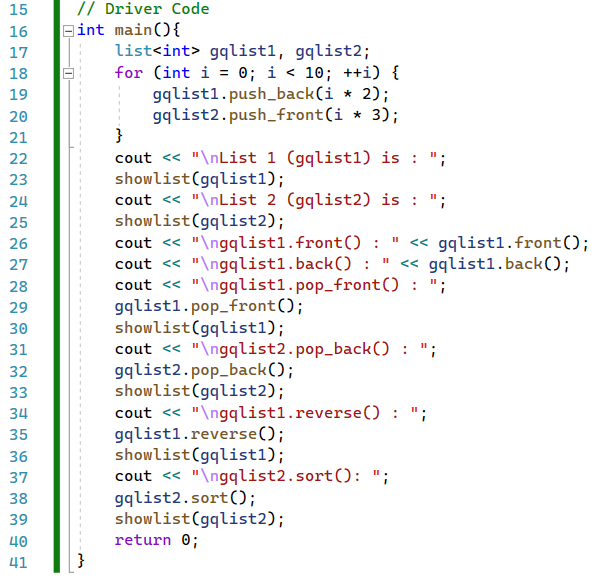 15 // Driver Code
16 int main(){
17     list<int> gqlist1, gqlist2;
18     for (int i = 0; i < 10; ++i) {
19         gqlist1.push_back(i * 2);
20         gqlist2.push_front(i * 3);
21     }
22     cout << "\nList 1 (gqlist1) is : ";
23     showlist(gqlist1);
24     cout << "\nList 2 (gqlist2) is : ";
25     showlist(gqlist2);
26     cout << "\ngqlist1.front() : " << gqlist1.front();
27     cout << "\ngqlist1.back() : " << gqlist1.back();
28     cout << "\ngqlist1.pop_front() : ";
29     gqlist1.pop_front();
30     showlist(gqlist1);
31     cout << "\ngqlist2.pop_back() : ";
32     gqlist2.pop_back();
33     showlist(gqlist2);
34     cout << "\ngqlist1.reverse() : ";
35     gqlist1.reverse();
36     showlist(gqlist1);
37     cout << "\ngqlist2.sort(): ";
38     gqlist2.sort();
39     showlist(gqlist2);
40     return 0;
41 }